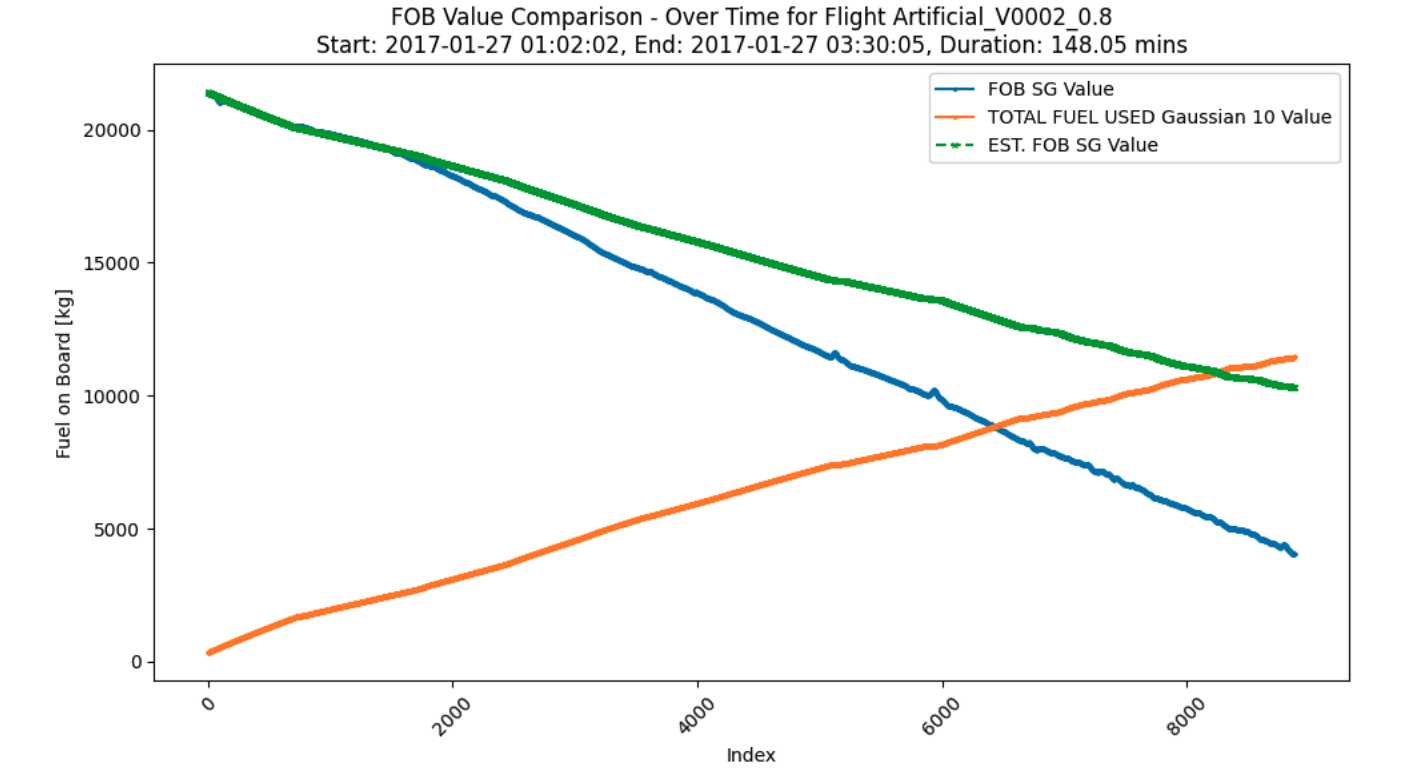 FOB Value Comparison - Over Time for Flight Artificial_V0002_0.8
Start: 2017-01-27 01:02:02, End: 2017-01-27 03:30:05, Duration: 148.05 mins
FOB SG Value
TOTAL FUEL USED Gaussian 10 Value
EST. FOB SG Value
Fuel on Board [kg]
20000
15000
10000
5000
0
0
2000
4000
6000
8000
Index